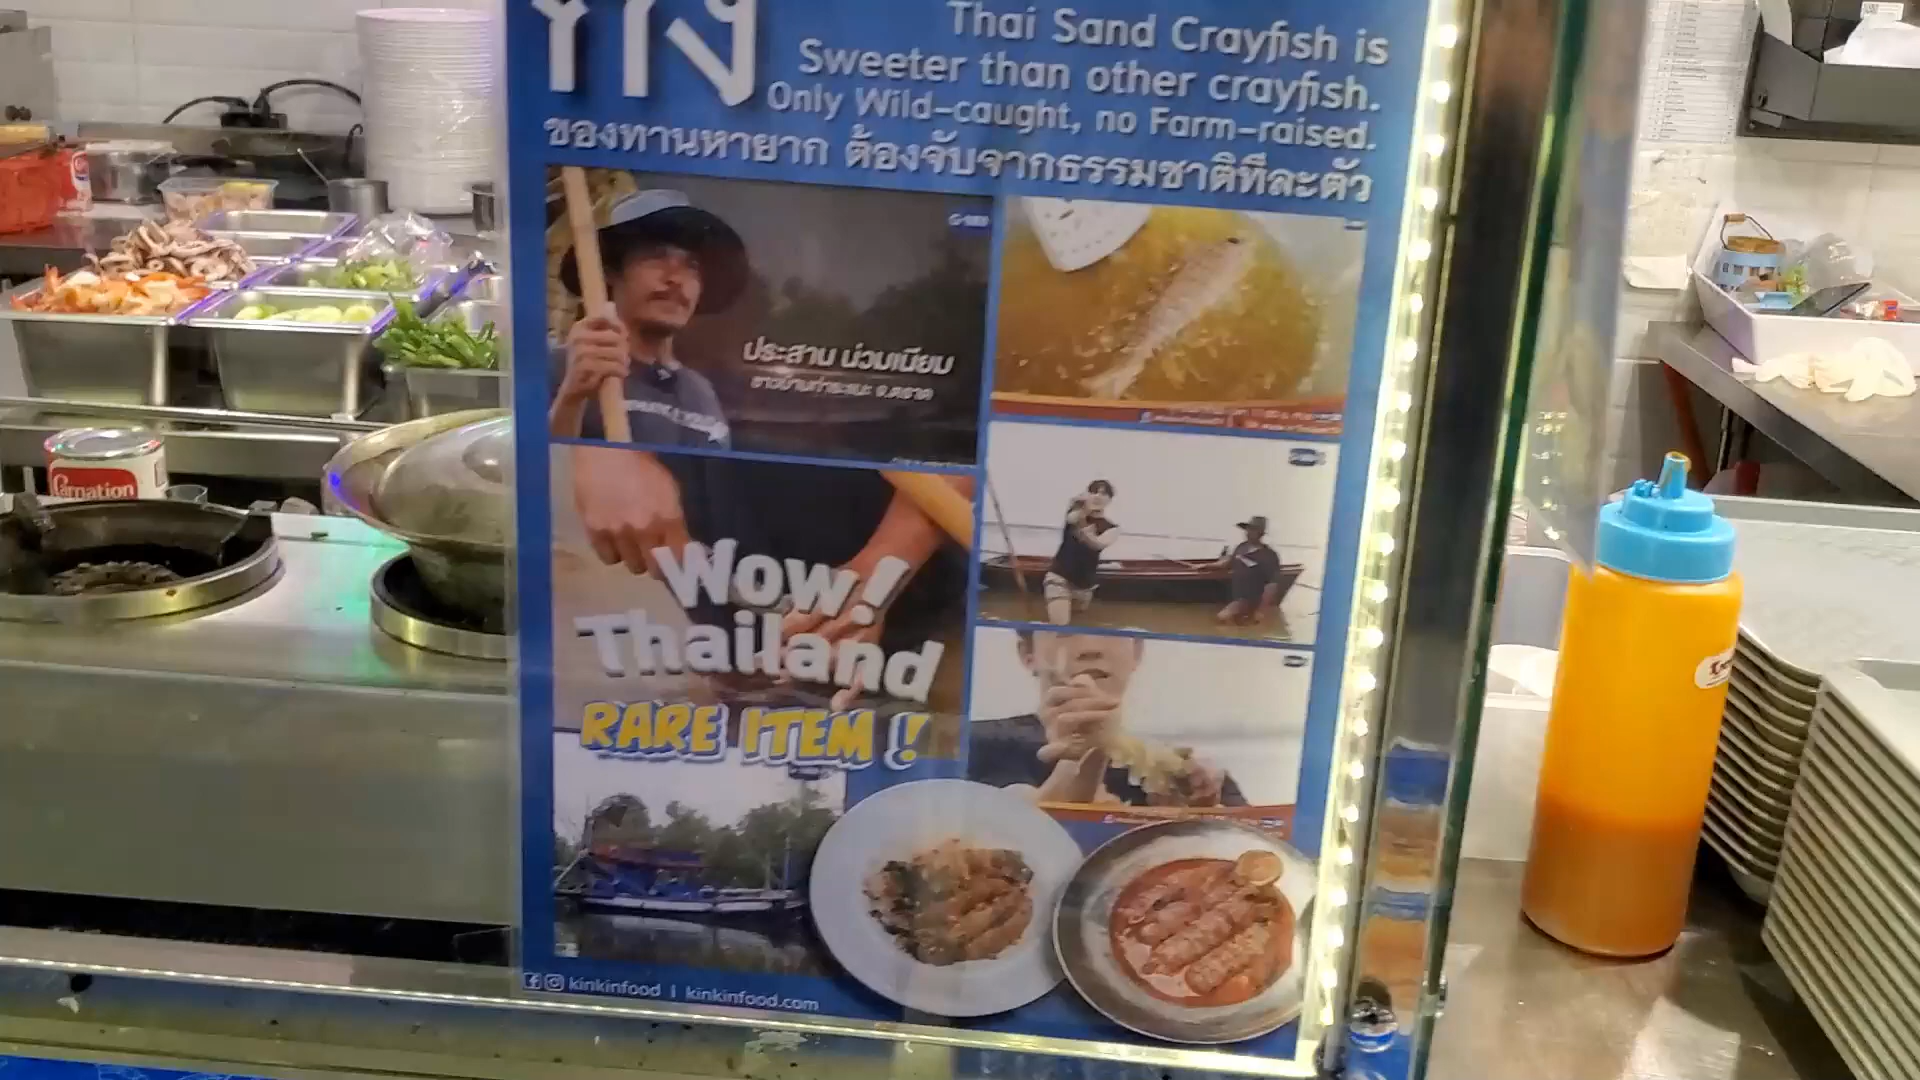 Thai Sand Crayfish is
Sweeter than other crayfish.
Only Wild-caught, no Farm-raised.
ของทานหายาก ต้องจับจากธรรมชาติทีละตัว
ประสาน น่วมเนียม
Wow!
Thailand
RARE ITEM !
kinkinfood | kinkinfood.com
Carnation